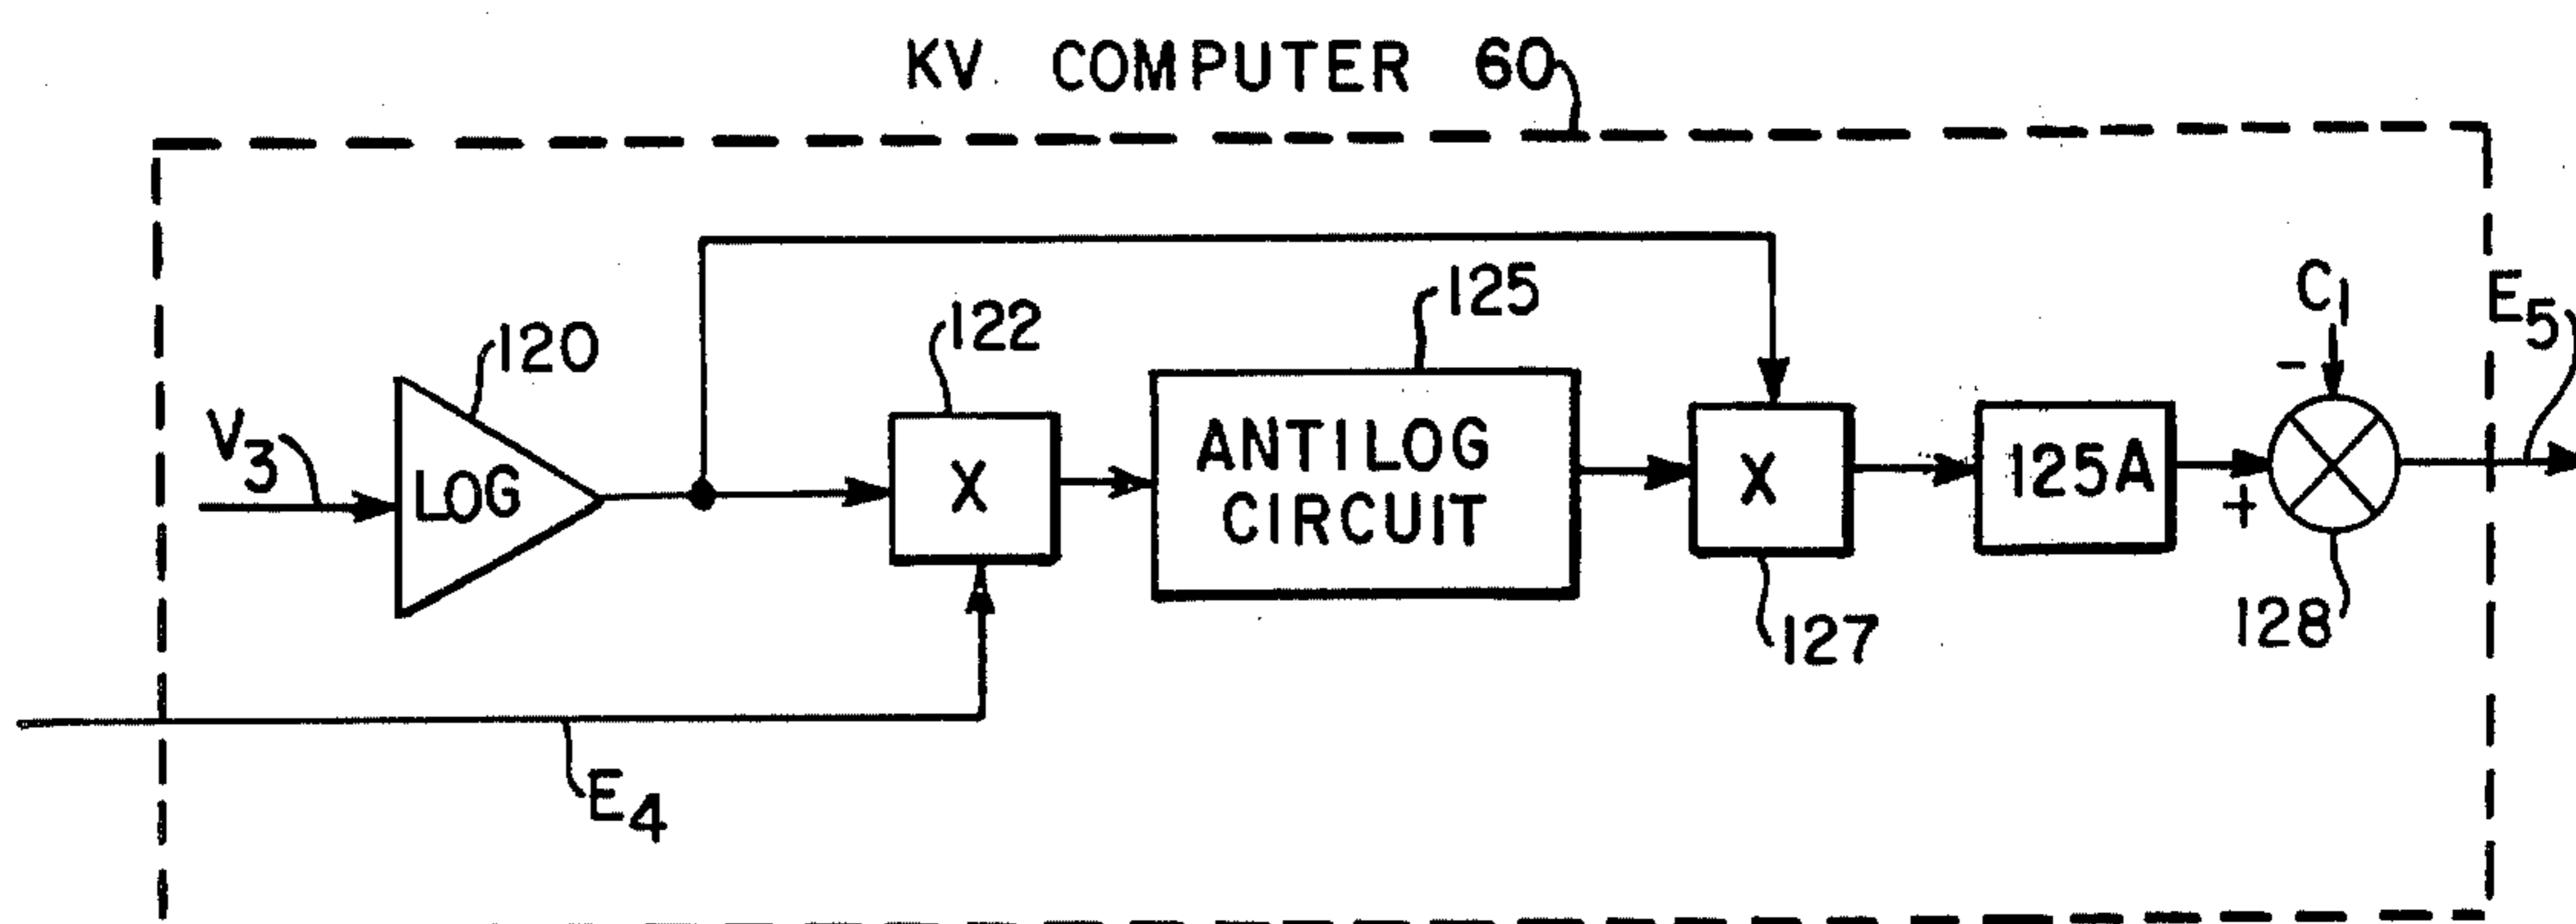 KV COMPUTER 60
120
V3
LOG
122
X
125
ANTILOG
CIRCUIT
X
127
125A
C1
-
+
128
E5
E4